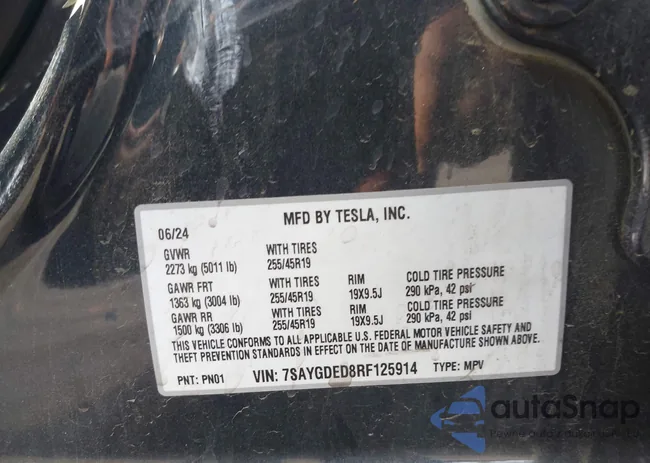 MFD BY TESLA, INC.
06/24
GVWR WITH TIRES
2273 kg (5011 lb) 255/45R19
GAWR FRT WITH TIRES RIM COLD TIRE PRESSURE
1363 kg (3004 lb) 255/45R19 19X9.5J 290 kPa, 42 psi
GAWR RR WITH TIRES RIM COLD TIRE PRESSURE
1500 kg (3306 lb) 255/45R19 19X9.5J 290 kPa, 42 psi
THIS VEHICLE CONFORMS TO ALL APPLICABLE U.S. FEDERAL MOTOR VEHICLE SAFETY AND
THEFT PREVENTION STANDARDS IN EFFECT ON THE DATE OF MANUFACTURE SHOWN ABOVE.
PNT: PN01 VIN: 7SAYGDED8RF125914 TYPE: MPV
autaSnap
Pewne auta z